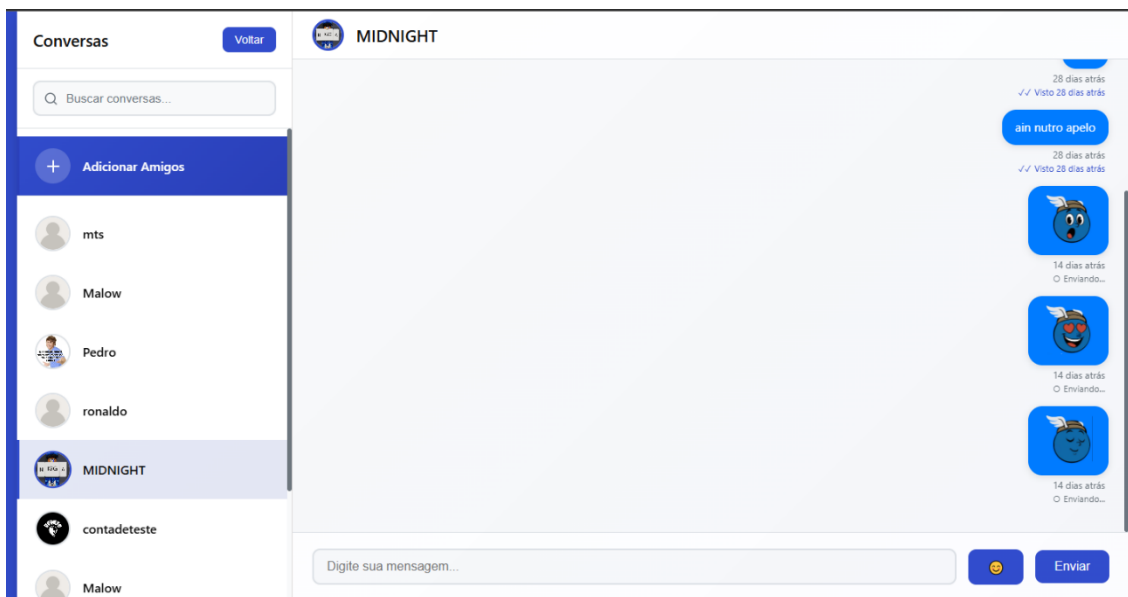 Conversas
Voltar
Buscar conversas...
Adicionar Amigos
mts
Malow
Pedro
ronaldo
MIDNIGHT
contadeteste
Malow
MIDNIGHT
28 dias atrás
✓✓ Visto 28 dias atrás
ain nutro apelo
28 dias atrás
✓✓ Visto 28 dias atrás
14 dias atrás
Enviando...
14 dias atrás
Enviando...
14 dias atrás
Enviando...
Digite sua mensagem...
Enviar